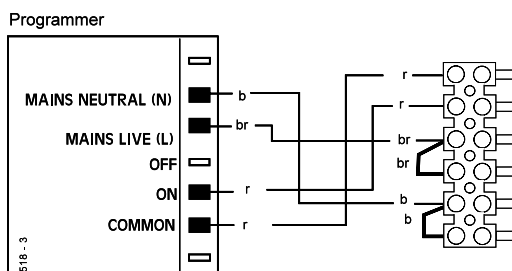 Programmer
r
MAINS NEUTRAL (N) b r
MAINS LIVE (L) br br
OFF br
ON r b
COMMON r b
518 - 3